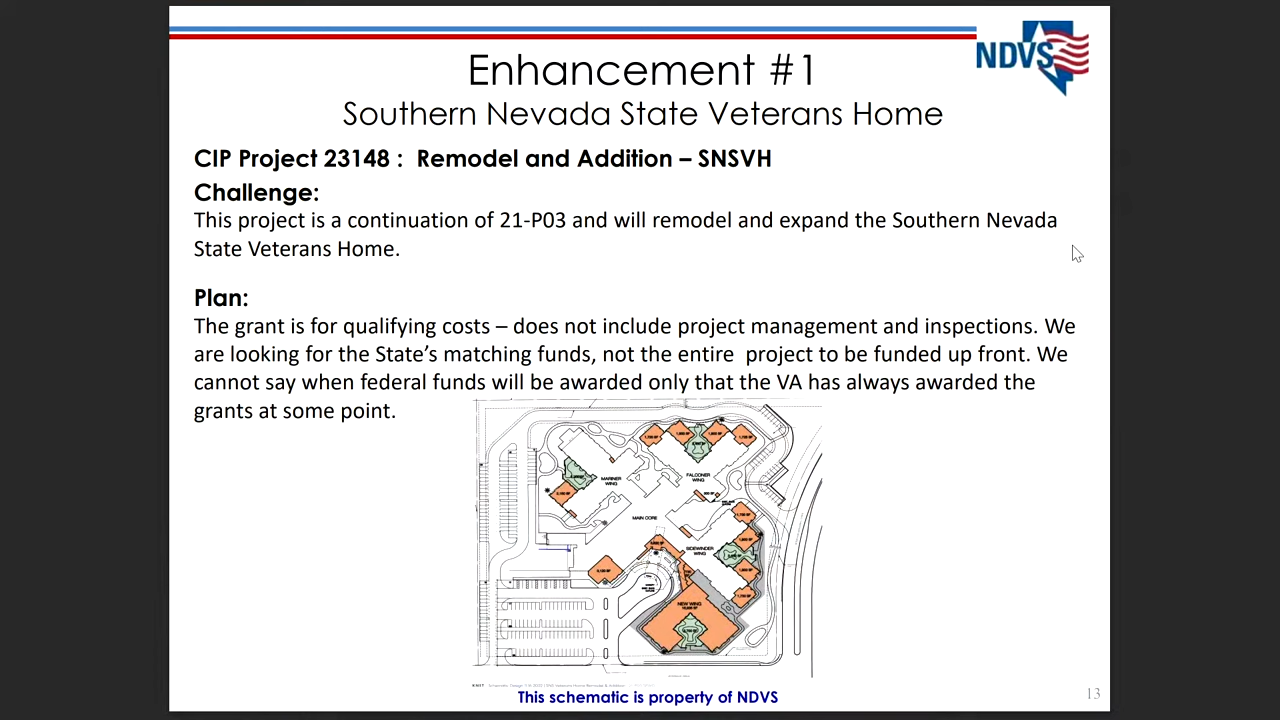 NDVS
Enhancement #1
Southern Nevada State Veterans Home
CIP Project 23148 : Remodel and Addition – SNSVH
Challenge:
This project is a continuation of 21-P03 and will remodel and expand the Southern Nevada
State Veterans Home.
Plan:
The grant is for qualifying costs – does not include project management and inspections. We
are looking for the State’s matching funds, not the entire project to be funded up front. We
cannot say when federal funds will be awarded only that the VA has always awarded the
grants at some point.
MARINER
WING
FALCONER
WING
MAIN CORE
SIDEWINDER
WING
NEW WING
This schematic is property of NDVS
13